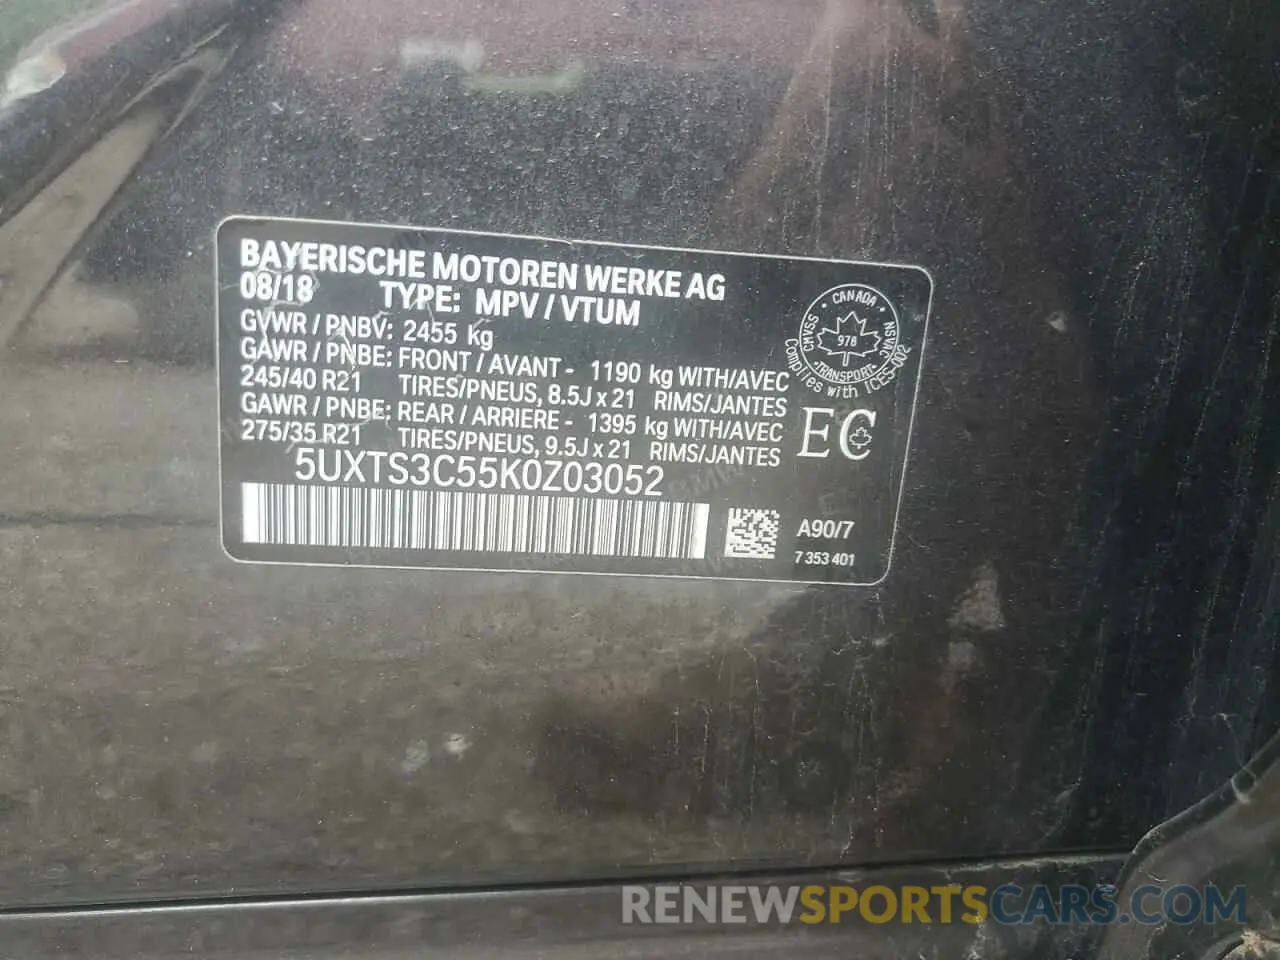 BAYERISCHE MOTOREN WERKE AG
08/18 TYPE: MPV / VTUM
GVWR / PNBV: 2455 kg
GAWR / PNBE: FRONT / AVANT - 1190 kg WITH/AVEC
245/40 R21 TIRES/PNEUS, 8.5J x 21 RIMS/JANTES
GAWR / PNBE: REAR / ARRIERE - 1395 kg WITH/AVEC
275/35 R21 TIRES/PNEUS, 9.5J x 21 RIMS/JANTES
5UXTS3C55K0Z03052
CANADA
CMVSS
NSVAC
978
TRANSPORT
Complies with ICES-002
EC
A90/7
7 353 401
RENEWSPORTSCARS.COM